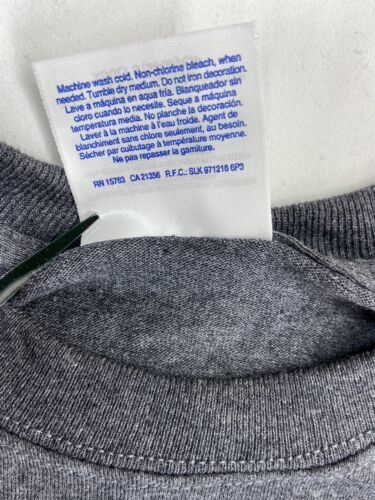 Machine wash cold. Non-chlorine bleach, when
needed. Tumble dry medium. Do not iron decoration.
Lave a máquina en aqua fría. Blanqueador sin
cloro cuando lo necesite. Seque a máquina
temperatura media. No planche la decoración.
Laver à la machine à l'eau froide. Agent de
blanchiment sans chlore seulement, au besoin.
Sécher par culbutage à température moyenne.
Ne pas repasser la garniture.
RN 15763 CA 21356 R.F.C.: SLK 971216 6P3